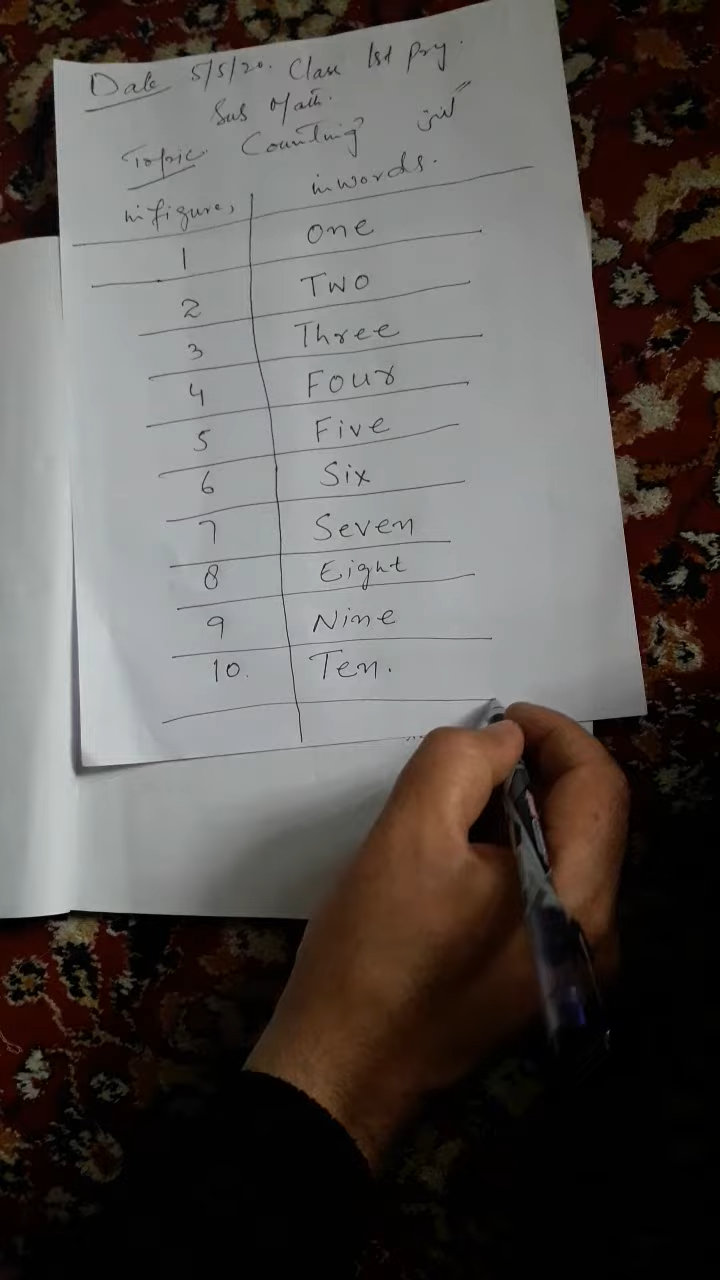 Date 5/5/20. Class 1st Pry.
Sub Math.
Topic. Counting گنتی
in figure, in words.
1 One
2 Two
3 Three
4 Four
5 Five
6 Six
7 Seven
8 Eight
9 Nine
10. Ten.